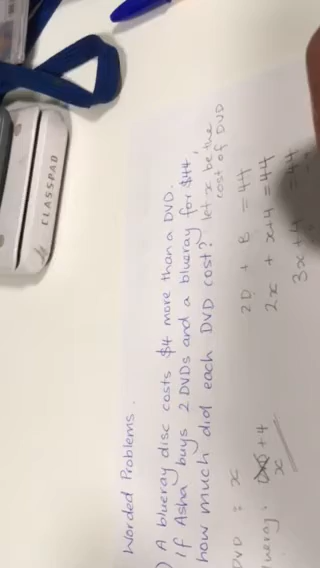 CLASSPAD
Worded Problems.
) A blueray disc costs $4 more than a DVD.
If Asha buys 2 DVDs and a blueray for $44,
how much did each DVD cost? let x be the
cost of DVD
DVD = x
2D + B = 44
lueray: x + 4
2x + x+4 = 44
3x+4 = 44